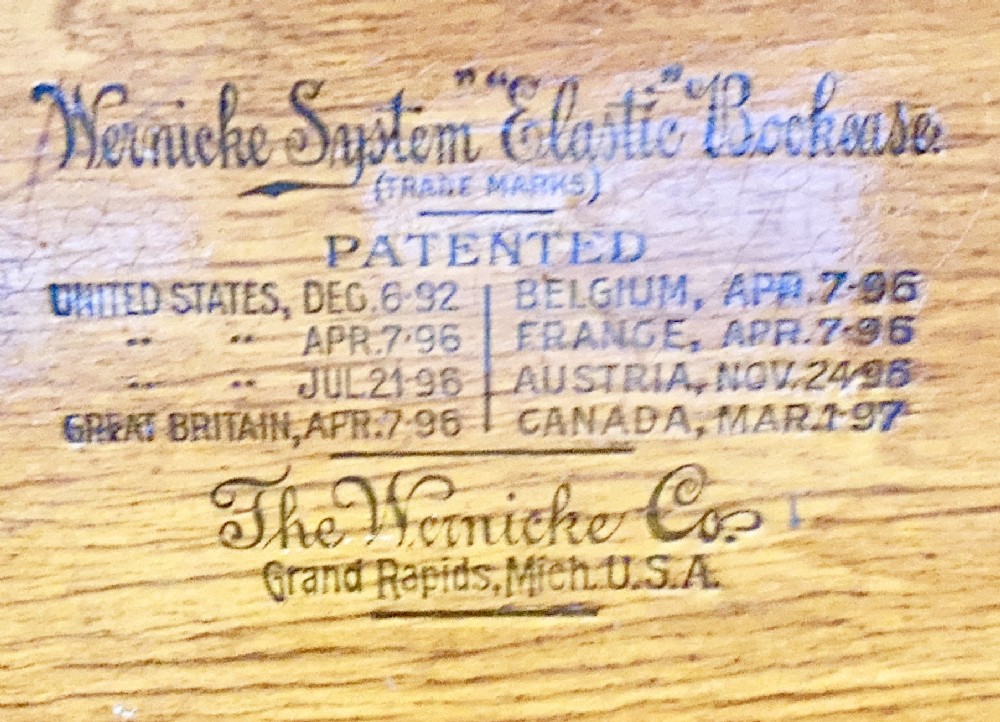 Wernicke System" "Elastic" Bookcase.
(TRADE MARKS)
PATENTED
UNITED STATES, DEC. 6-92
" " APR. 7-96
" " JUL. 21-96
GREAT BRITAIN, APR. 7-96
BELGIUM, APR. 7-96
FRANCE, APR. 7-96
AUSTRIA, NOV. 24-96
CANADA, MAR. 1-97
The Wernicke Co.
Grand Rapids, Mich. U.S.A.